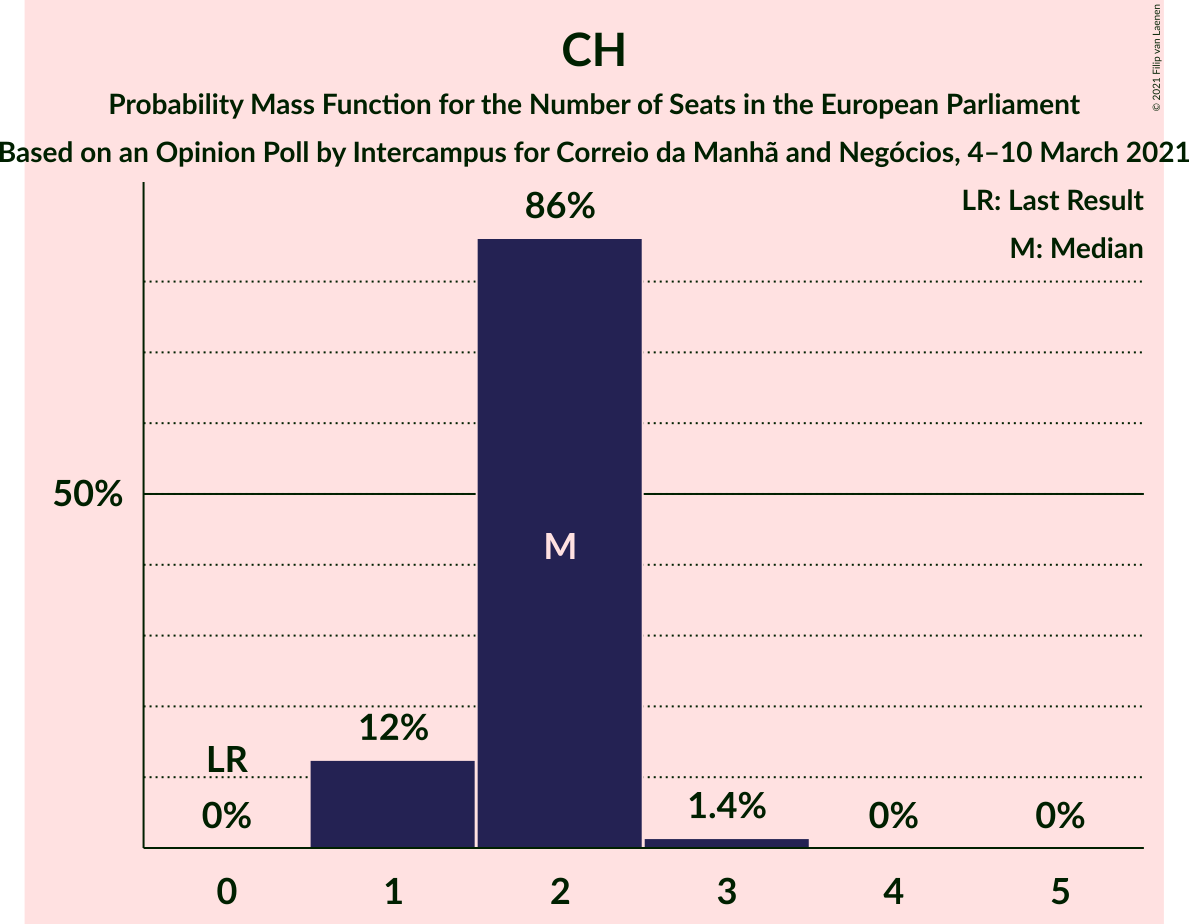 CH
Probability Mass Function for the Number of Seats in the European Parliament
Based on an Opinion Poll by Intercampus for Correio da Manhã and Negócios, 4–10 March 2021
© 2021 Filip van Laenen
LR: Last Result
M: Median
86%
50%
M
12%
LR
1.4%
0%
0%
0%
0 1 2 3 4 5